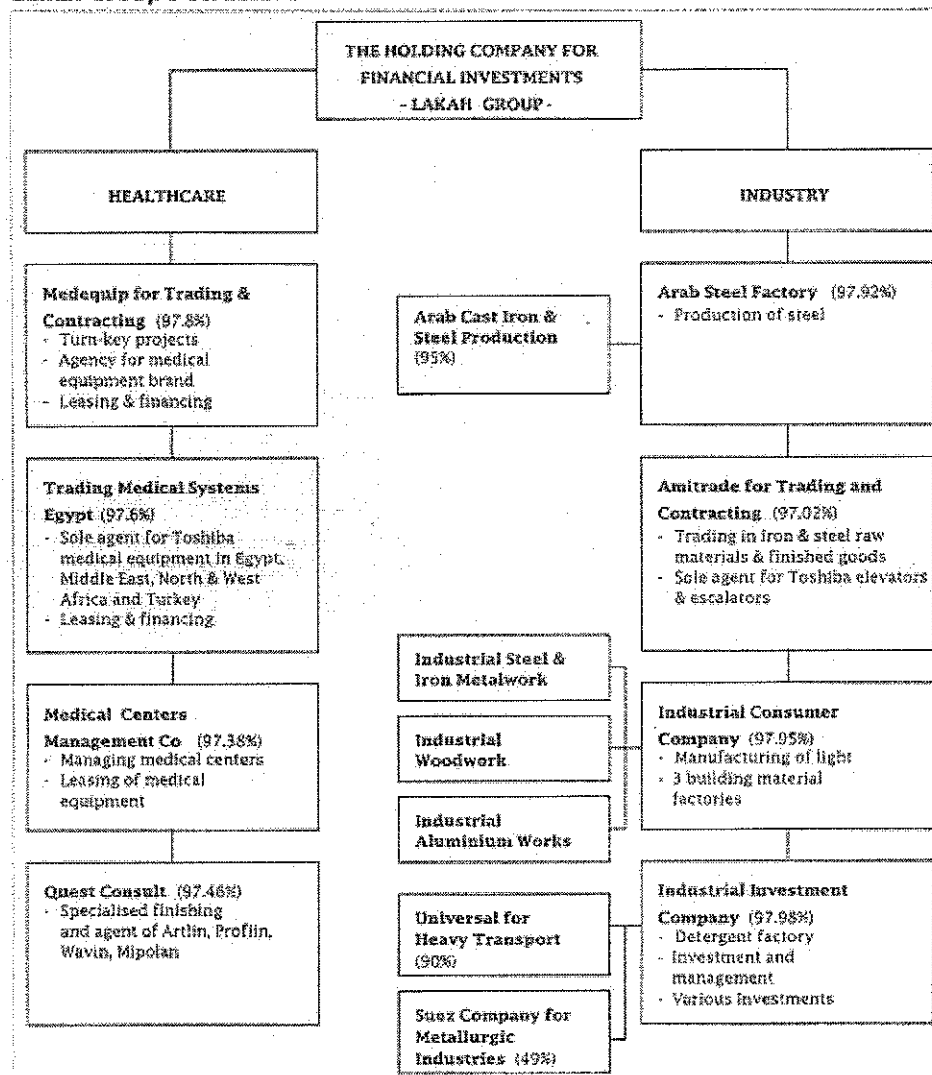 THE HOLDING COMPANY FOR
FINANCIAL INVESTMENTS
- LAKAH GROUP -
HEALTHCARE
INDUSTRY
Medequip for Trading &
Contracting (97.8%)
- Turn-key projects
- Agency for medical
equipment brand
- Leasing & financing
Arab Cast Iron &
Steel Production
(95%)
Arab Steel Factory (97.92%)
- Production of steel
Trading Medical Systems
Egypt (97.6%)
- Sole agent for Toshiba
medical equipment in Egypt,
Middle East, North & West
Africa and Turkey
- Leasing & financing
Amitrade for Trading and
Contracting (97.02%)
- Trading in iron & steel raw
materials & finished goods
- Sole agent for Toshiba elevators
& escalators
Medical Centers
Management Co (97.38%)
- Managing medical centers
- Leasing of medical
equipment
Industrial Steel &
Iron Metalwork
Industrial
Woodwork
Industrial
Aluminium Works
Industrial Consumer
Company (97.95%)
- Manufacturing of light
- 3 building material
factories
Quest Consult (97.46%)
- Specialised finishing
and agent of Artlin, Proflin,
Wavin, Mipolan
Universal for
Heavy Transport
(90%)
Suez Company for
Metallurgic
Industries (49%)
Industrial Investment
Company (97.98%)
- Detergent factory
- Investment and
management
- Various Investments